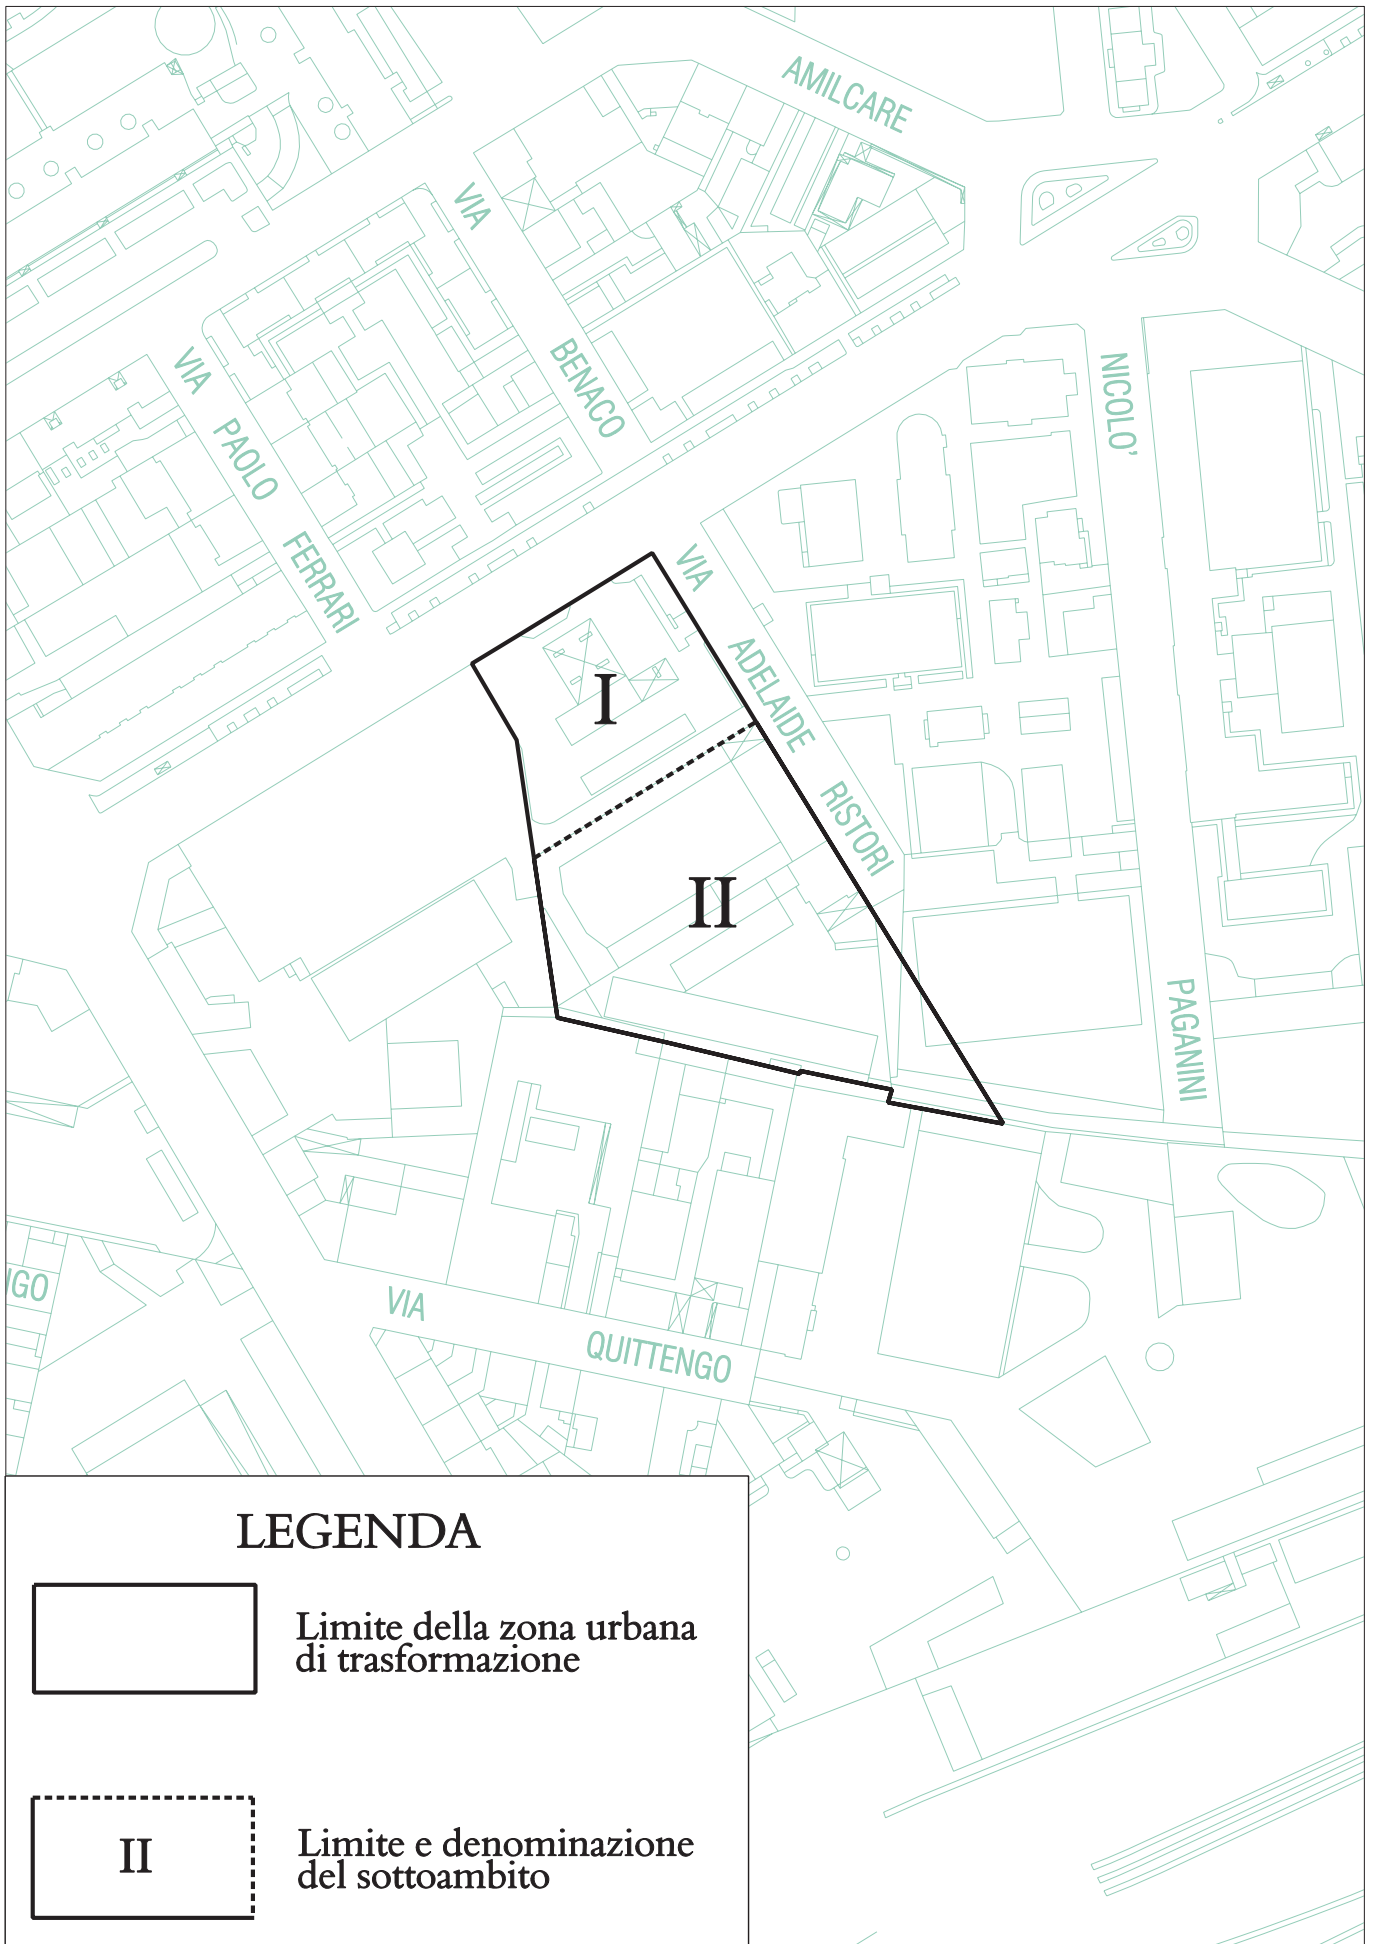 AMILCARE
VIA
BENACO
VIA
PAOLO
FERRARI
NICOLO'
PAGANINI
VIA
ADELAIDE
RISTORI
I
II
VIA
QUITTENGO
NGO
LEGENDA
Limite della zona urbana
di trasformazione
II
Limite e denominazione
del sottoambito